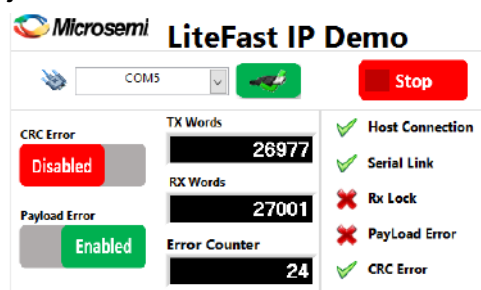 Microsemi
LiteFast IP Demo
COM5
Stop
CRC Error
Disabled
Payload Error
Enabled
TX Words
26977
RX Words
27001
Error Counter
24
Host Connection
Serial Link
Rx Lock
PayLoad Error
CRC Error